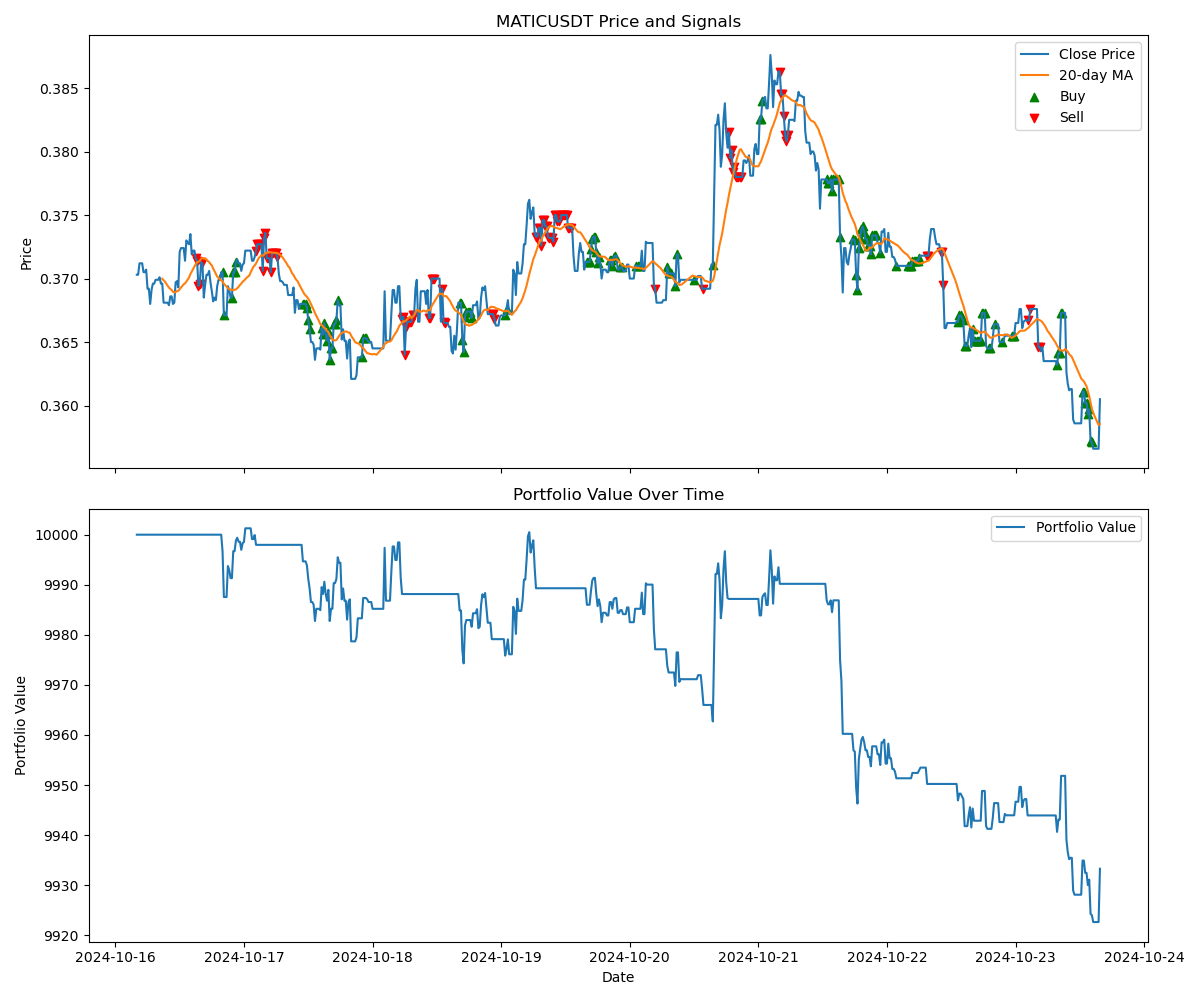 MATICUSDT Price and Signals
Price
0.385
0.380
0.375
0.370
0.365
0.360
Close Price
20-day MA
Buy
Sell
Portfolio Value Over Time
Portfolio Value
10000
9990
9980
9970
9960
9950
9940
9930
9920
Portfolio Value
2024-10-16
2024-10-17
2024-10-18
2024-10-19
2024-10-20
2024-10-21
2024-10-22
2024-10-23
2024-10-24
Date